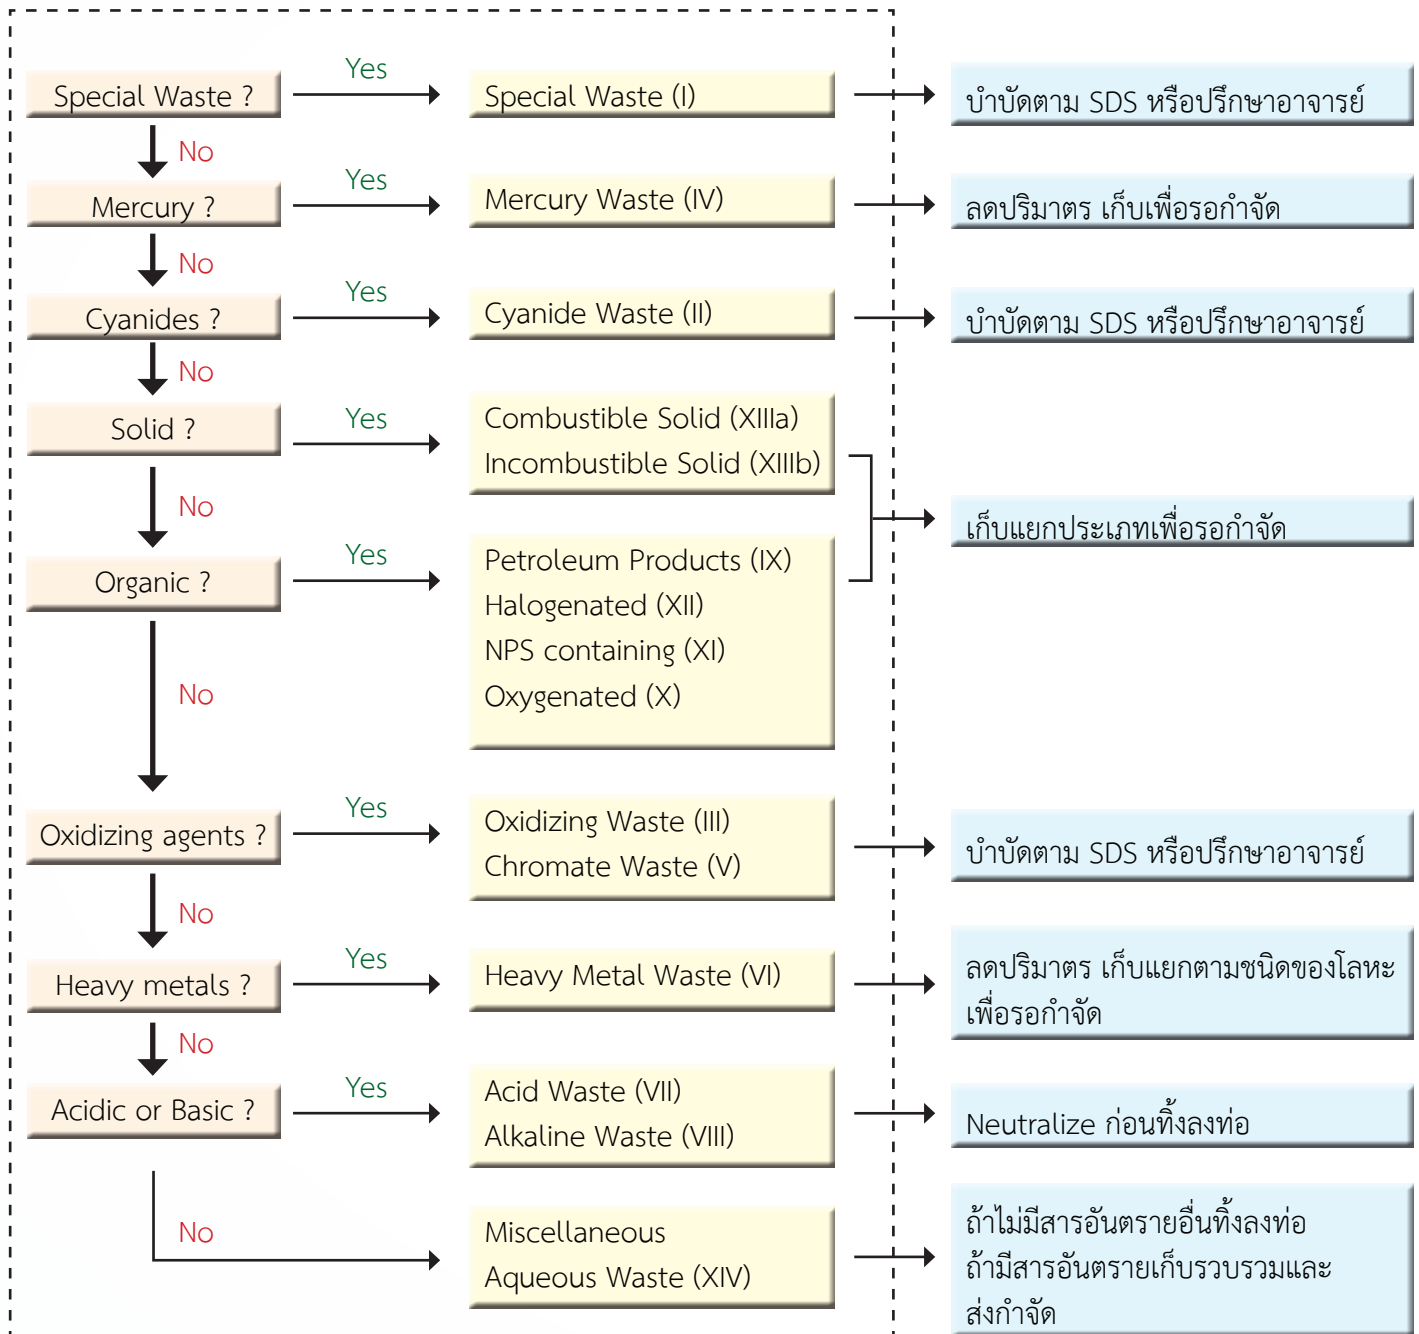 Special Waste ?
Yes
Special Waste (I)
บำบัดตาม SDS หรือปรึกษาอาจารย์
No
Mercury ?
Yes
Mercury Waste (IV)
ลดปริมาตร เก็บเพื่อรอกำจัด
No
Cyanides ?
Yes
Cyanide Waste (II)
บำบัดตาม SDS หรือปรึกษาอาจารย์
No
Solid ?
Yes
Combustible Solid (XIIIa)
Incombustible Solid (XIIIb)
No
เก็บแยกประเภทเพื่อรอกำจัด
Organic ?
Yes
Petroleum Products (IX)
Halogenated (XII)
NPS containing (XI)
Oxygenated (X)
No
Oxidizing agents ?
Yes
Oxidizing Waste (III)
Chromate Waste (V)
บำบัดตาม SDS หรือปรึกษาอาจารย์
No
Heavy metals ?
Yes
Heavy Metal Waste (VI)
ลดปริมาตร เก็บแยกตามชนิดของโลหะ
เพื่อรอกำจัด
No
Acidic or Basic ?
Yes
Acid Waste (VII)
Alkaline Waste (VIII)
Neutralize ก่อนทิ้งลงท่อ
No
Miscellaneous
Aqueous Waste (XIV)
ถ้าไม่มีสารอันตรายอื่นทิ้งลงท่อ
ถ้ามีสารอันตรายเก็บรวบรวมและ
ส่งกำจัด